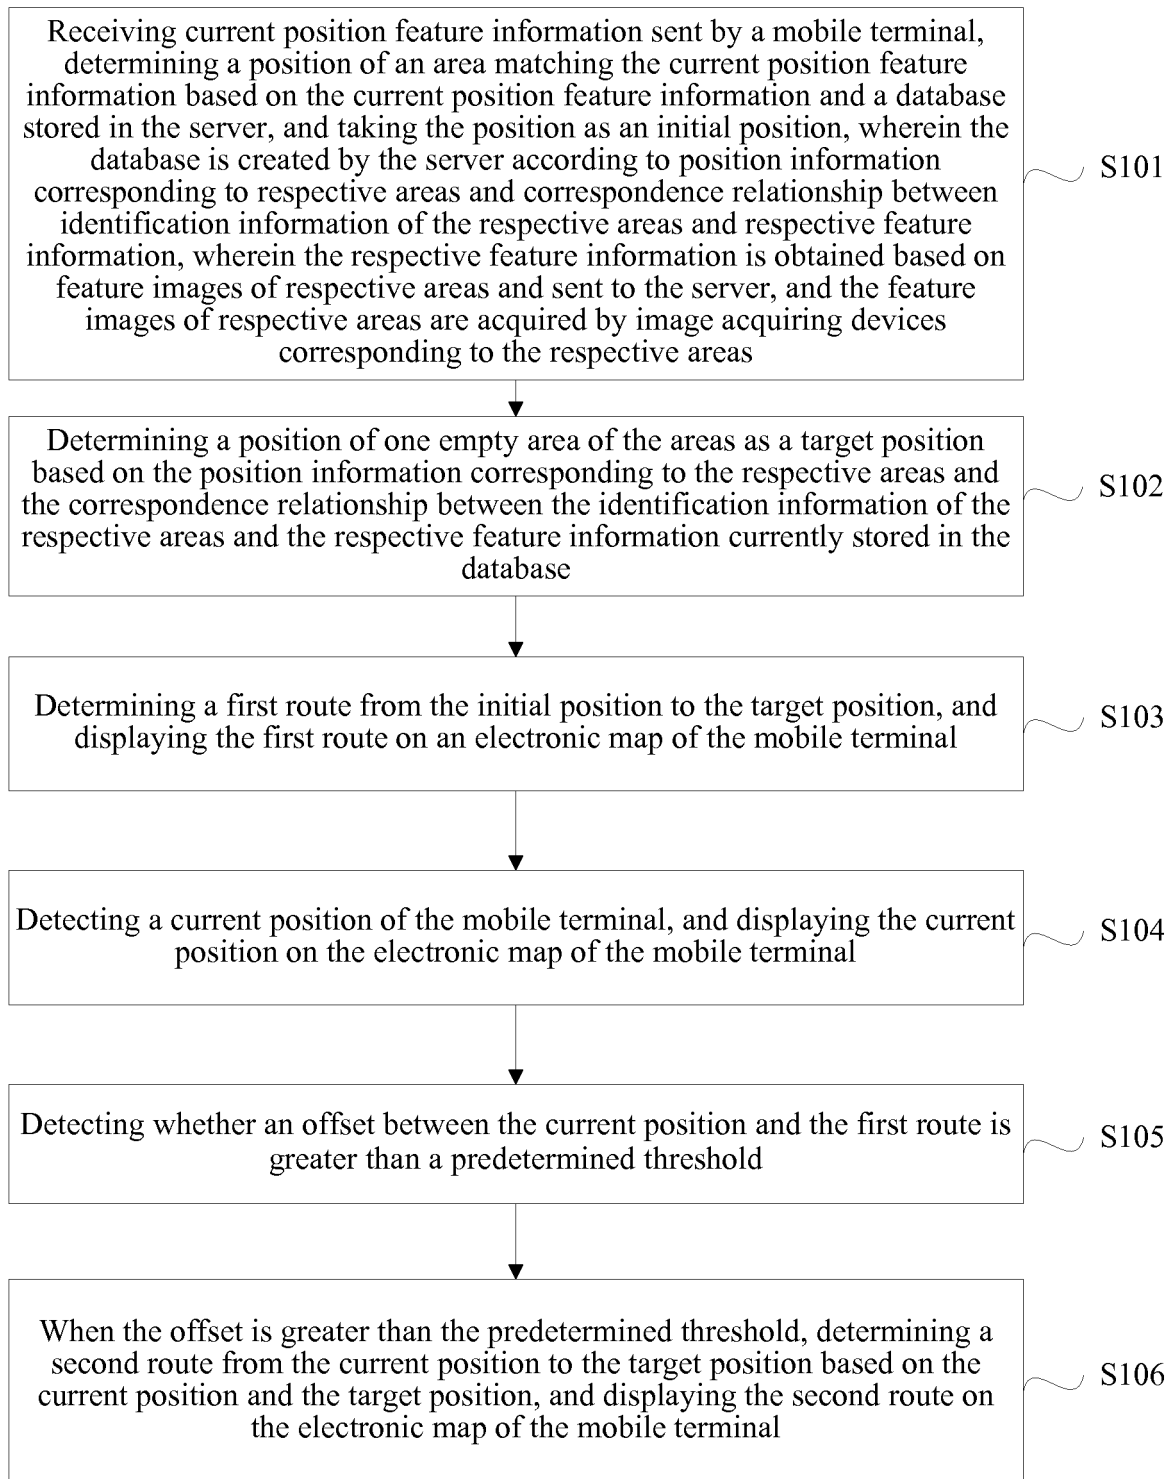 Receiving current position feature information sent by a mobile terminal,
determining a position of an area matching the current position feature
information based on the current position feature information and a database
stored in the server, and taking the position as an initial position, wherein the
database is created by the server according to position information
corresponding to respective areas and correspondence relationship between
identification information of the respective areas and respective feature
information, wherein the respective feature information is obtained based on
feature images of respective areas and sent to the server, and the feature
images of respective areas are acquired by image acquiring devices
corresponding to the respective areas
S101
Determining a position of one empty area of the areas as a target position
based on the position information corresponding to the respective areas and
the correspondence relationship between the identification information of the
respective areas and the respective feature information currently stored in the
database
S102
Determining a first route from the initial position to the target position, and
displaying the first route on an electronic map of the mobile terminal
S103
Detecting a current position of the mobile terminal, and displaying the current
position on the electronic map of the mobile terminal
S104
Detecting whether an offset between the current position and the first route is
greater than a predetermined threshold
S105
When the offset is greater than the predetermined threshold, determining a
second route from the current position to the target position based on the
current position and the target position, and displaying the second route on
the electronic map of the mobile terminal
S106